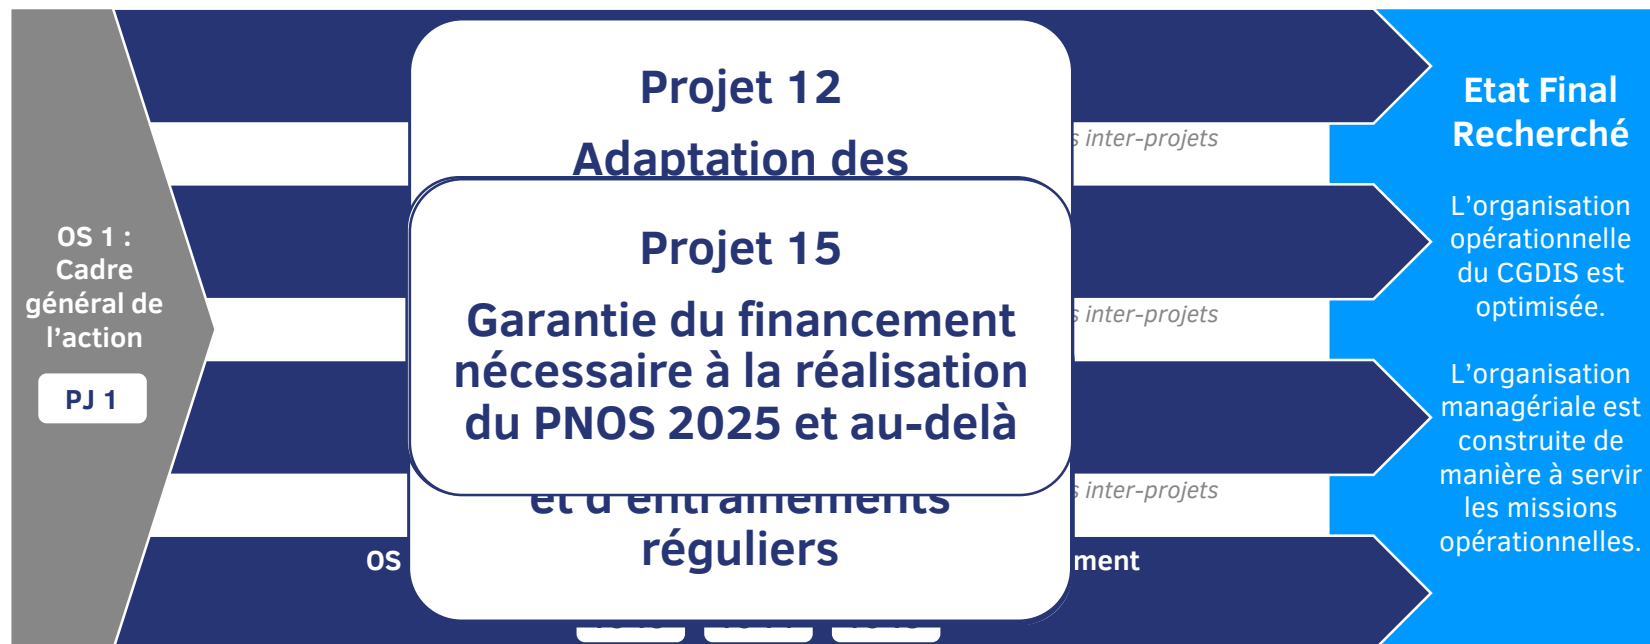 OS 1 :
Cadre
général de
l'action
PJ 1
Projet 12
Adaptation des
Projet 15
Garantie du financement
nécessaire à la réalisation
du PNOS 2025 et au-delà
et d'entraînements
réguliers
inter-projets
inter-projets
inter-projets
OS
Etat Final
Recherché
L'organisation
opérationnelle
du CGDIS est
optimisée.
L'organisation
managériale est
construite de
manière à servir
les missions
opérationnelles.